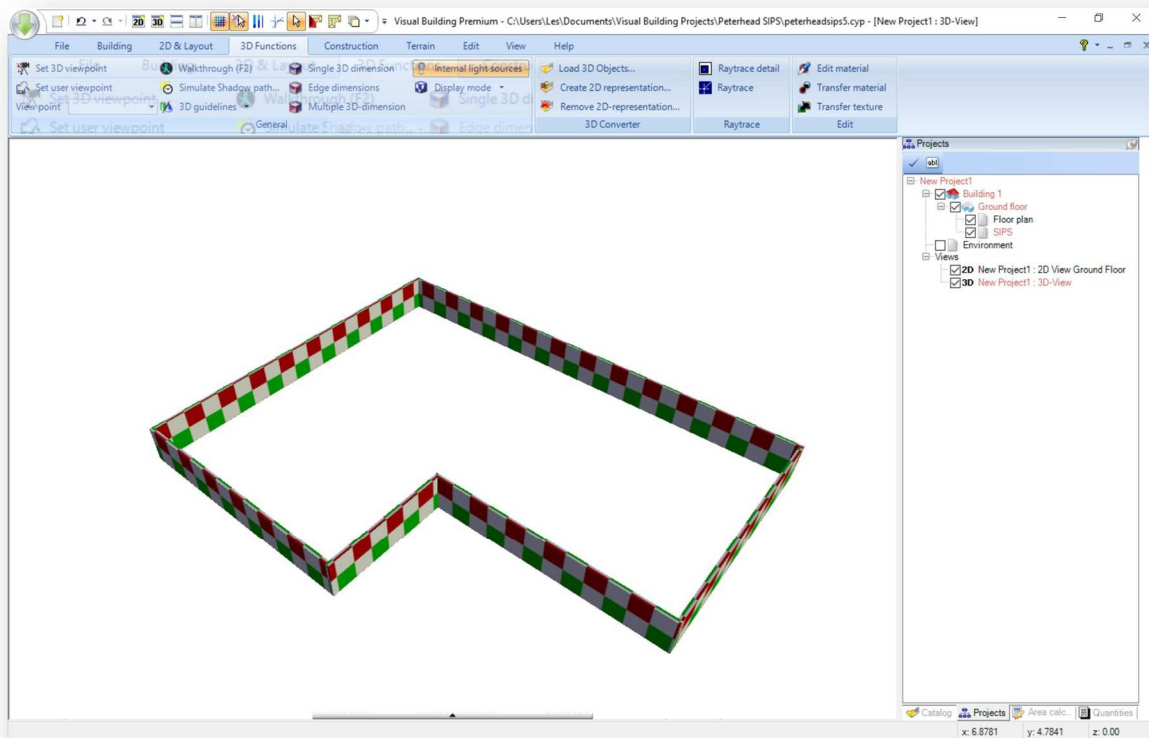 2D 3D Visual Building Premium - C:\Users\Les\Documents\Visual Building Projects\Peterhead SIPS\peterheadsips5.cyp - [New Project1 : 3D-View]
File Building 2D & Layout 3D Functions Construction Terrain Edit View Help
Set 3D viewpoint Walkthrough (F2) Single 3D dimension Internal light sources Load 3D Objects... Raytrace detail Edit material
Set user viewpoint Simulate Shadow path... Edge dimensions Display mode Create 2D representation... Raytrace Transfer material
View point 3D guidelines Multiple 3D-dimension Remove 2D-representation... Transfer texture
General 3D Converter Raytrace Edit
Projects
abl
New Project1
Building 1
Ground floor
Floor plan
SIPS
Environment
Views
2D New Project1 : 2D View Ground Floor
3D New Project1 : 3D-View
Catalog Projects Area calc.. Quantities
x: 6.8781 y: 4.7841 z: 0.00